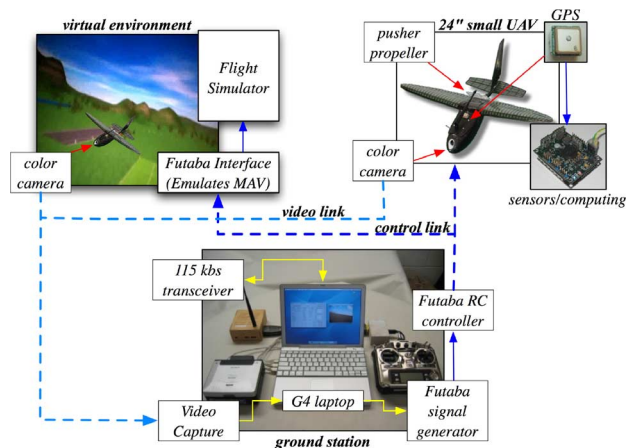 virtual environment
24" small UAV
GPS
pusher
propeller
Flight
Simulator
color
camera
Futaba Interface
(Emulates MAV)
color
camera
sensors/computing
video link
control link
115 kbs
transceiver
Futaba RC
controller
G4 laptop
Video
Capture
Futaba
signal
generator
ground station